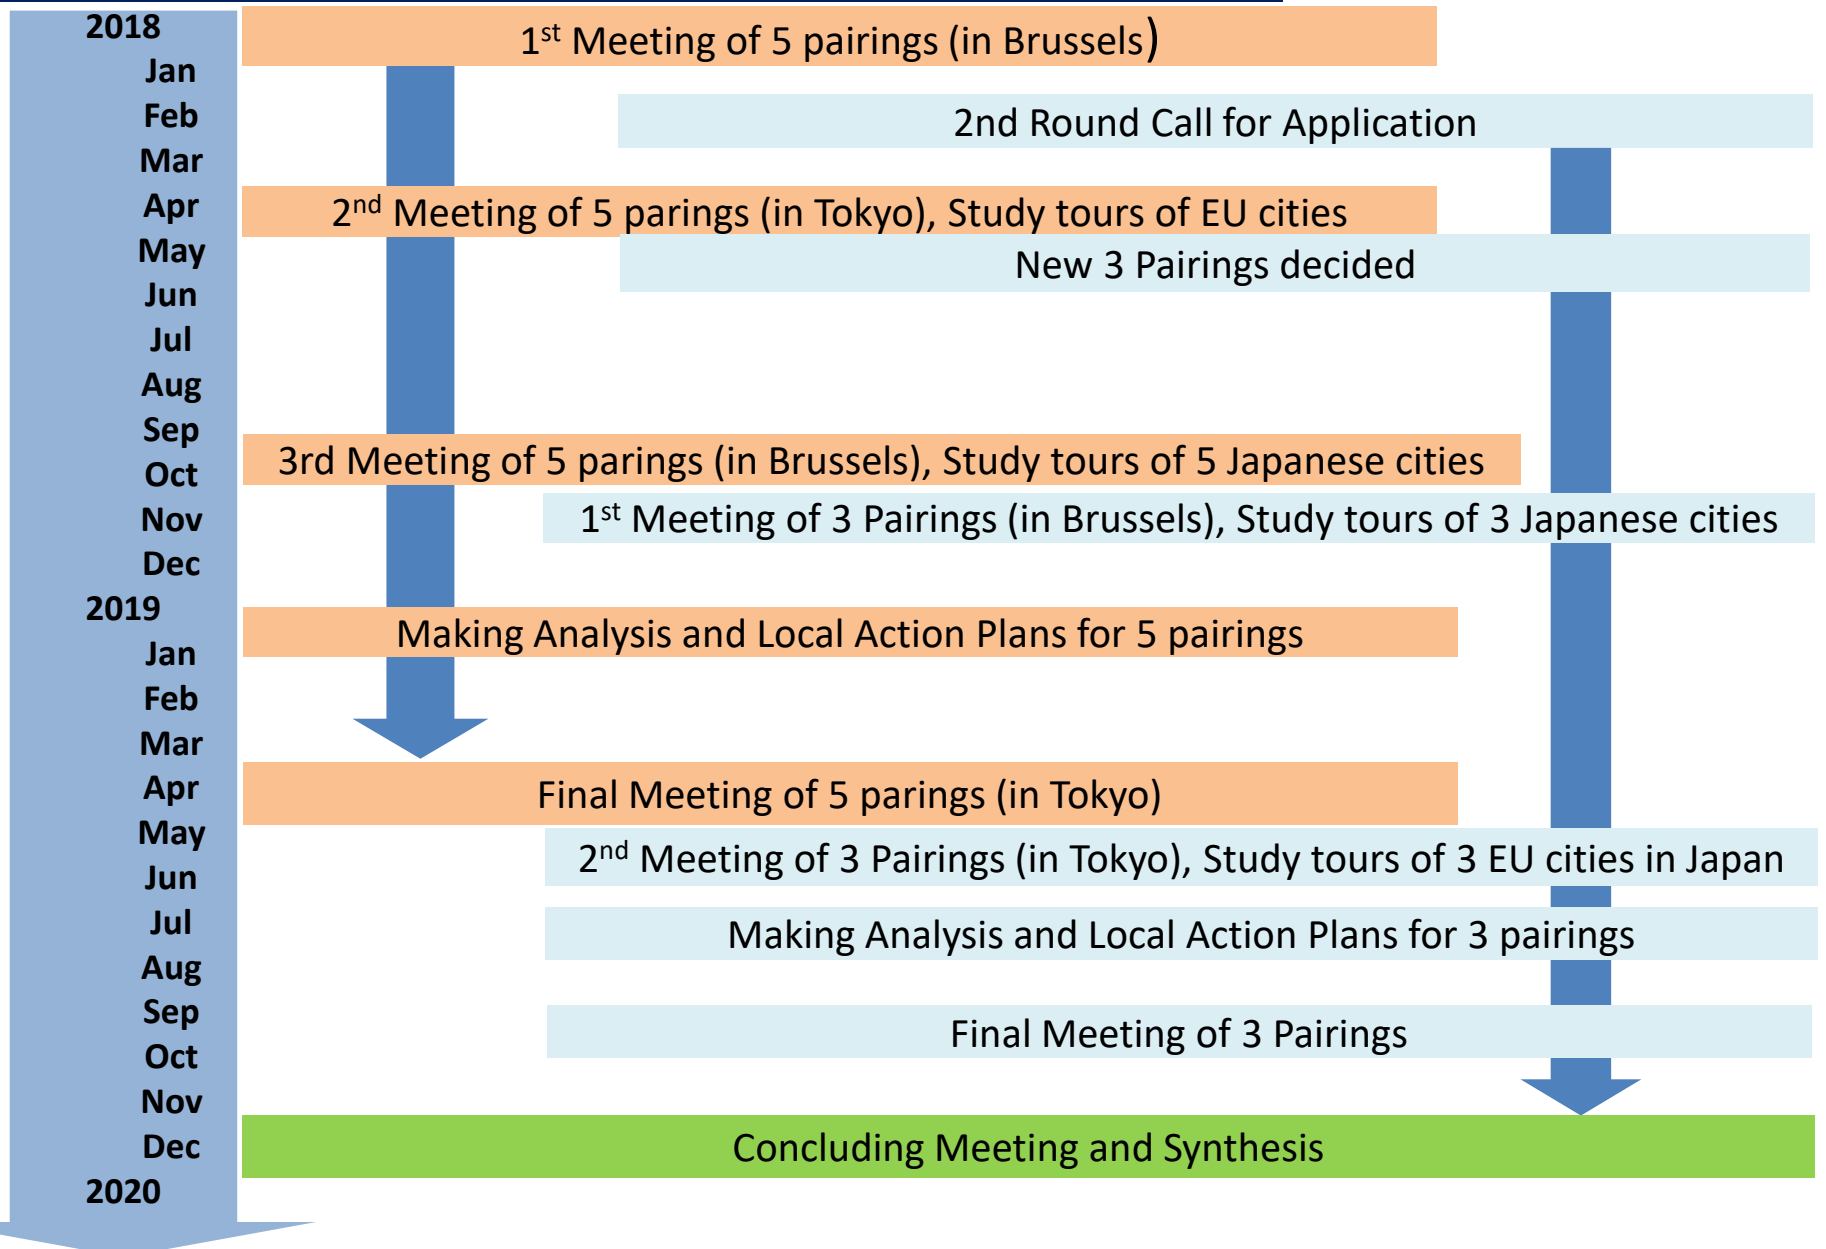 2018
1st Meeting of 5 pairings (in Brussels)
Jan
Feb
2nd Round Call for Application
Mar
Apr
2nd Meeting of 5 parings (in Tokyo), Study tours of EU cities
May
New 3 Pairings decided
Jun
Jul
Aug
Sep
3rd Meeting of 5 parings (in Brussels), Study tours of 5 Japanese cities
Oct
Nov
1st Meeting of 3 Pairings (in Brussels), Study tours of 3 Japanese cities
Dec
2019
Making Analysis and Local Action Plans for 5 pairings
Jan
Feb
Mar
Apr
Final Meeting of 5 parings (in Tokyo)
May
2nd Meeting of 3 Pairings (in Tokyo), Study tours of 3 EU cities in Japan
Jun
Jul
Making Analysis and Local Action Plans for 3 pairings
Aug
Sep
Final Meeting of 3 Pairings
Oct
Nov
Dec
Concluding Meeting and Synthesis
2020